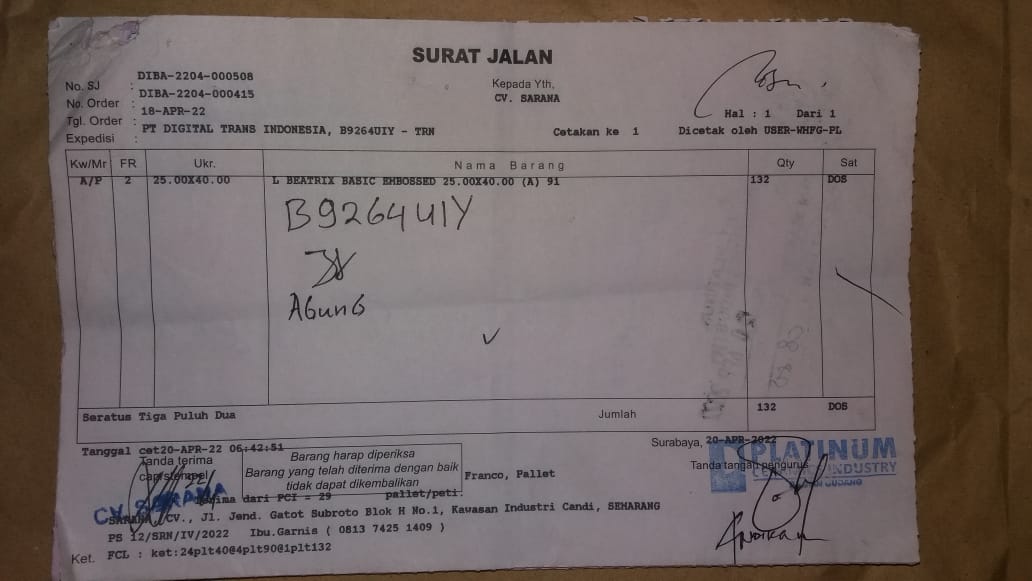 SURAT JALAN
No. SJ : DIBA-2204-000508
No. Order : DIBA-2204-000415
Tgl. Order : 18-APR-22
Expedisi : PT DIGITAL TRANS INDONESIA, B9264UIY - TRN
Kepada Yth,
CV. SARANA
Hal : 1 Dari 1
Cetakan ke 1 Dicetak oleh USER-WHFG-PL
Kw/Mr FR Ukr. Nama Barang Qty Sat
A/P 2 25.00X40.00 L BEATRIX BASIC EMBOSSED 25.00X40.00 (A) 91 132 DOS
B9264UIY
Agung
Seratus Tiga Puluh Dua Jumlah 132 DOS
Tanggal cet20-APR-22 06:42:51
Surabaya, 20-APR-2022
Tanda terima
cap/stempel
Barang harap diperiksa
Barang yang telah diterima dengan baik
tidak dapat dikembalikan
Franco, Pallet
Tanda tangan pengurus
PLATINUM
INDUSTRY
GUDANG
CV. SARANA
dari PCI = 29 pallet/peti.
SARANA, CV., Jl. Jend. Gatot Subroto Blok H No.1, Kawasan Industri Candi, SEMARANG
PS 12/SRN/IV/2022 Ibu.Garnis ( 0813 7425 1409 )
Ket. FCL : ket:24plt40@4plt90@1plt132